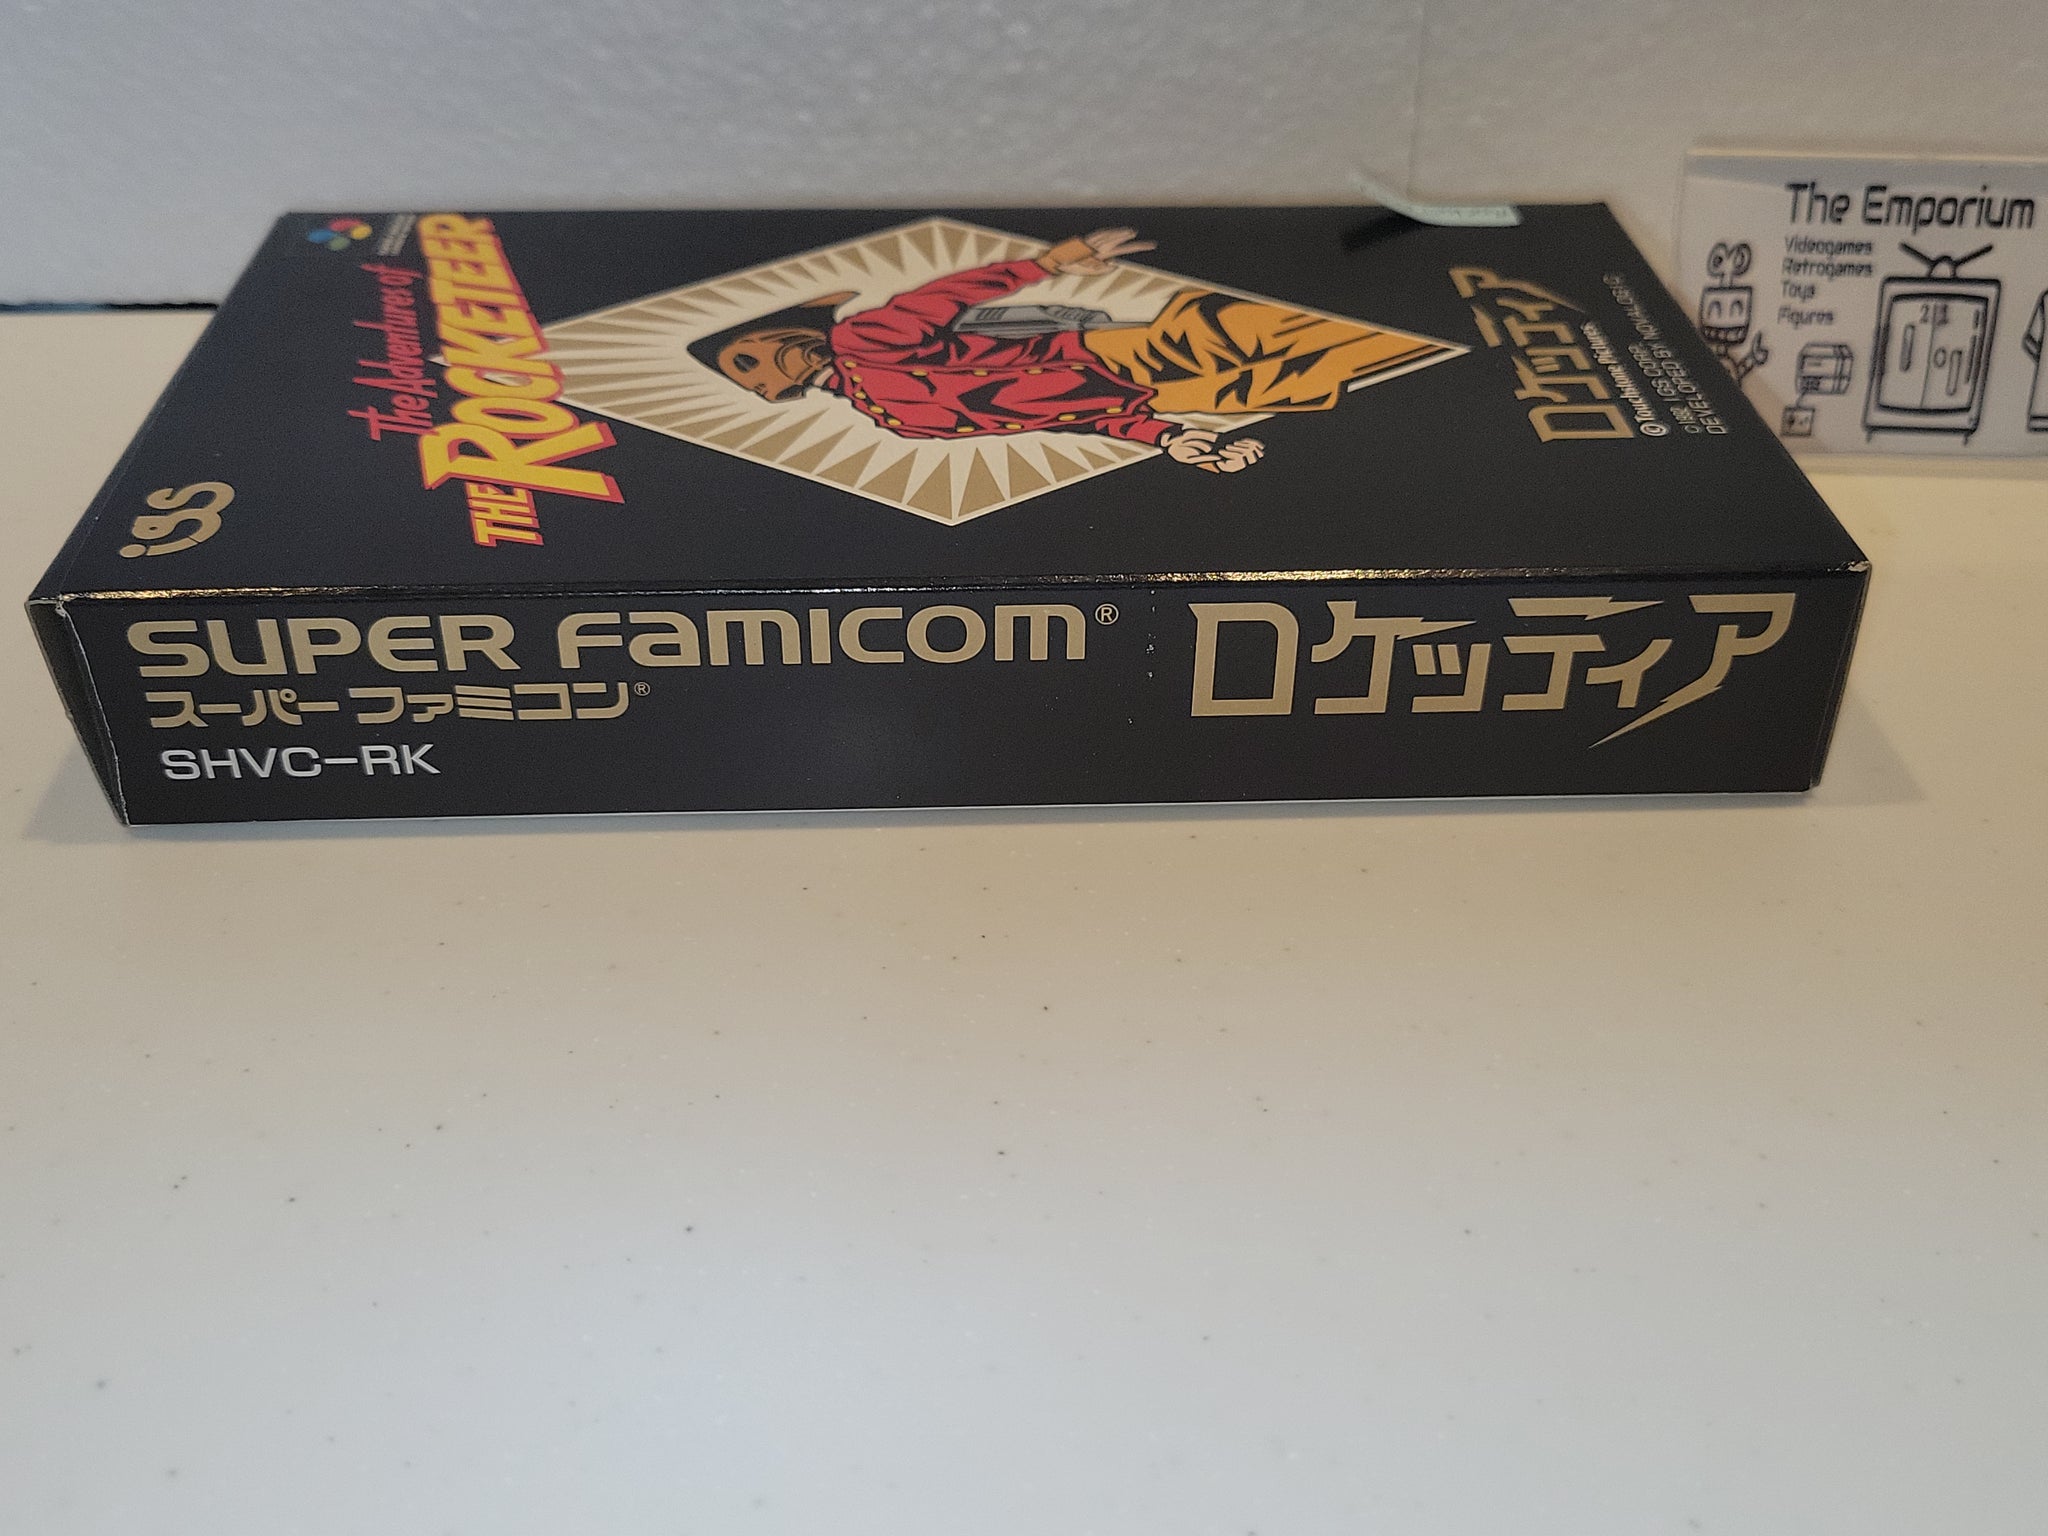 The Adventures of
THE ROCKETEER
igs
ロケッティア
© Touchstone Pictures
DEVELOPED BY NOVALOGIC
SUPER FAMICOM®
スーパーファミコン®
SHVC-RK
ロケッティア
The Emporium
Videogames
Retrogames
Toys
Figures